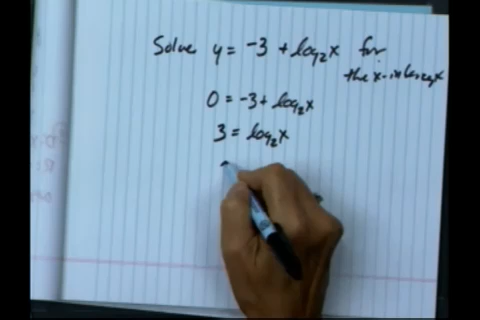 Solve y = -3 + log₂x for
the x-intercept
0 = -3 + log₂x
3 = log₂x